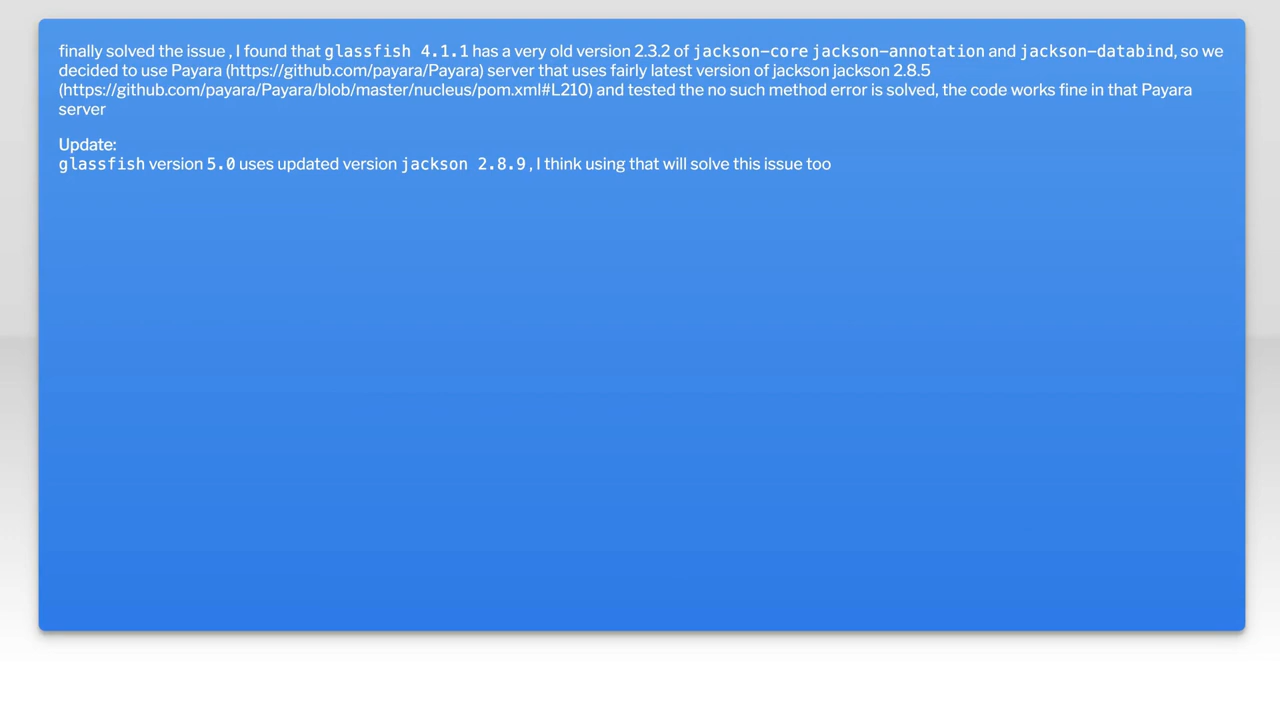 finally solved the issue , I found that glassfish 4.1.1 has a very old version 2.3.2 of jackson-core jackson-annotation and jackson-databind, so we
decided to use Payara (https://github.com/payara/Payara) server that uses fairly latest version of jackson jackson 2.8.5
(https://github.com/payara/Payara/blob/master/nucleus/pom.xml#L210) and tested the no such method error is solved, the code works fine in that Payara
server
Update:
glassfish version 5.0 uses updated version jackson 2.8.9 , I think using that will solve this issue too